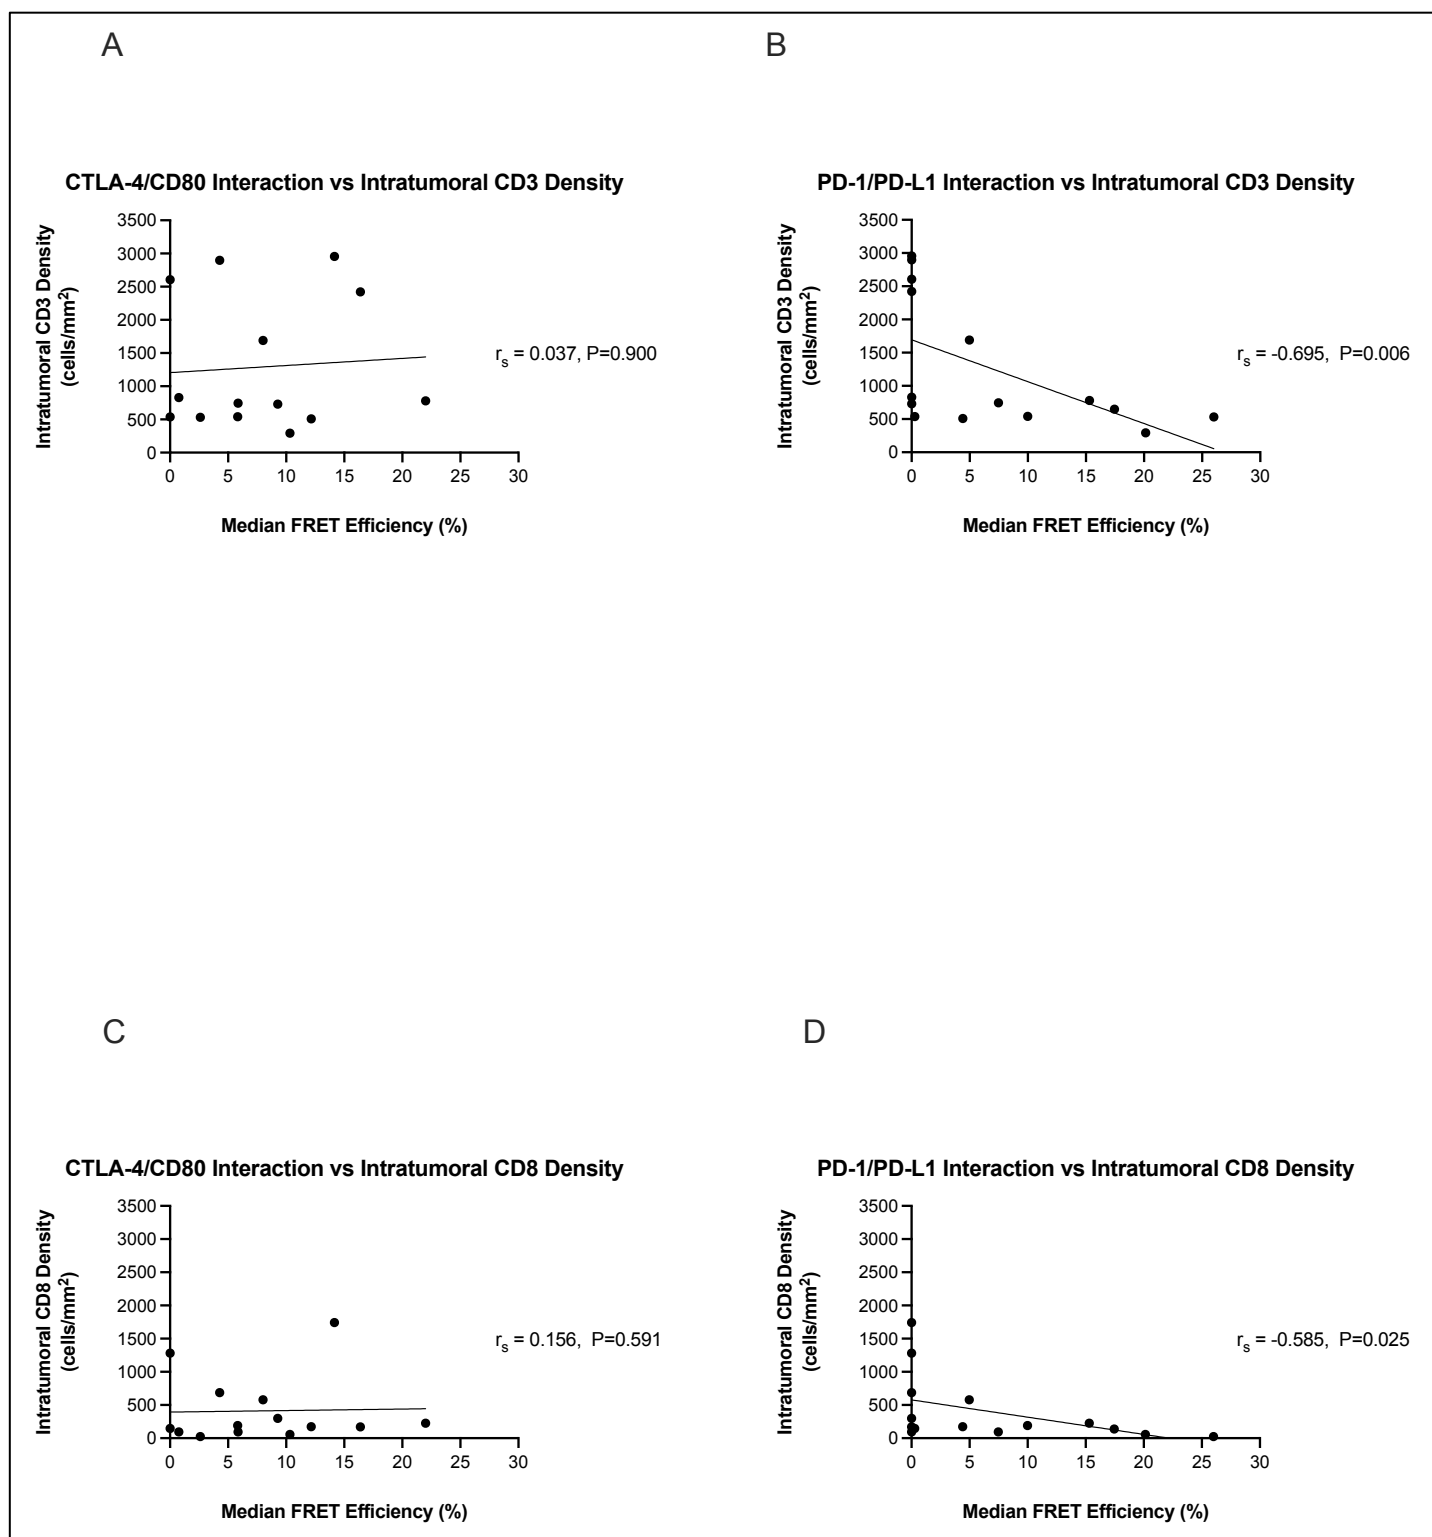 A
B
CTLA-4/CD80 Interaction vs Intratumoral CD3 Density
Intratumoral CD3 Density
(cells/mm²)
3500
3000
2500
2000
1500
1000
500
0
0 5 10 15 20 25 30
Median FRET Efficiency (%)
rₛ = 0.037, P=0.900
PD-1/PD-L1 Interaction vs Intratumoral CD3 Density
Intratumoral CD3 Density
(cells/mm²)
3500
3000
2500
2000
1500
1000
500
0
0 5 10 15 20 25 30
Median FRET Efficiency (%)
rₛ = -0.695, P=0.006
C
D
CTLA-4/CD80 Interaction vs Intratumoral CD8 Density
Intratumoral CD8 Density
(cells/mm²)
3500
3000
2500
2000
1500
1000
500
0
0 5 10 15 20 25 30
Median FRET Efficiency (%)
rₛ = 0.156, P=0.591
PD-1/PD-L1 Interaction vs Intratumoral CD8 Density
Intratumoral CD8 Density
(cells/mm²)
3500
3000
2500
2000
1500
1000
500
0
0 5 10 15 20 25 30
Median FRET Efficiency (%)
rₛ = -0.585, P=0.025